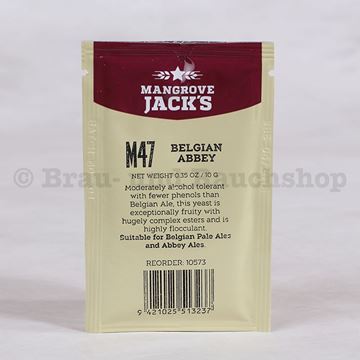 MANGROVE
JACK'S
M47 BELGIAN
ABBEY
NET WEIGHT 0.35 OZ / 10 G
Moderately alcohol tolerant
with fewer phenols than
Belgian Ale, this yeast is
exceptionally fruity with
hugely complex esters and is
highly flocculant.
Suitable for Belgian Pale Ales
and Abbey Ales.
REORDER: 10573
9 421025 513237